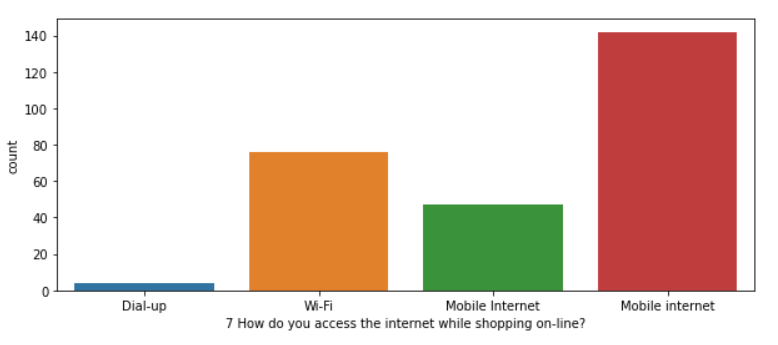 140
120
100
80
60
40
20
0
count
Dial-up Wi-Fi Mobile Internet Mobile internet
7 How do you access the internet while shopping on-line?